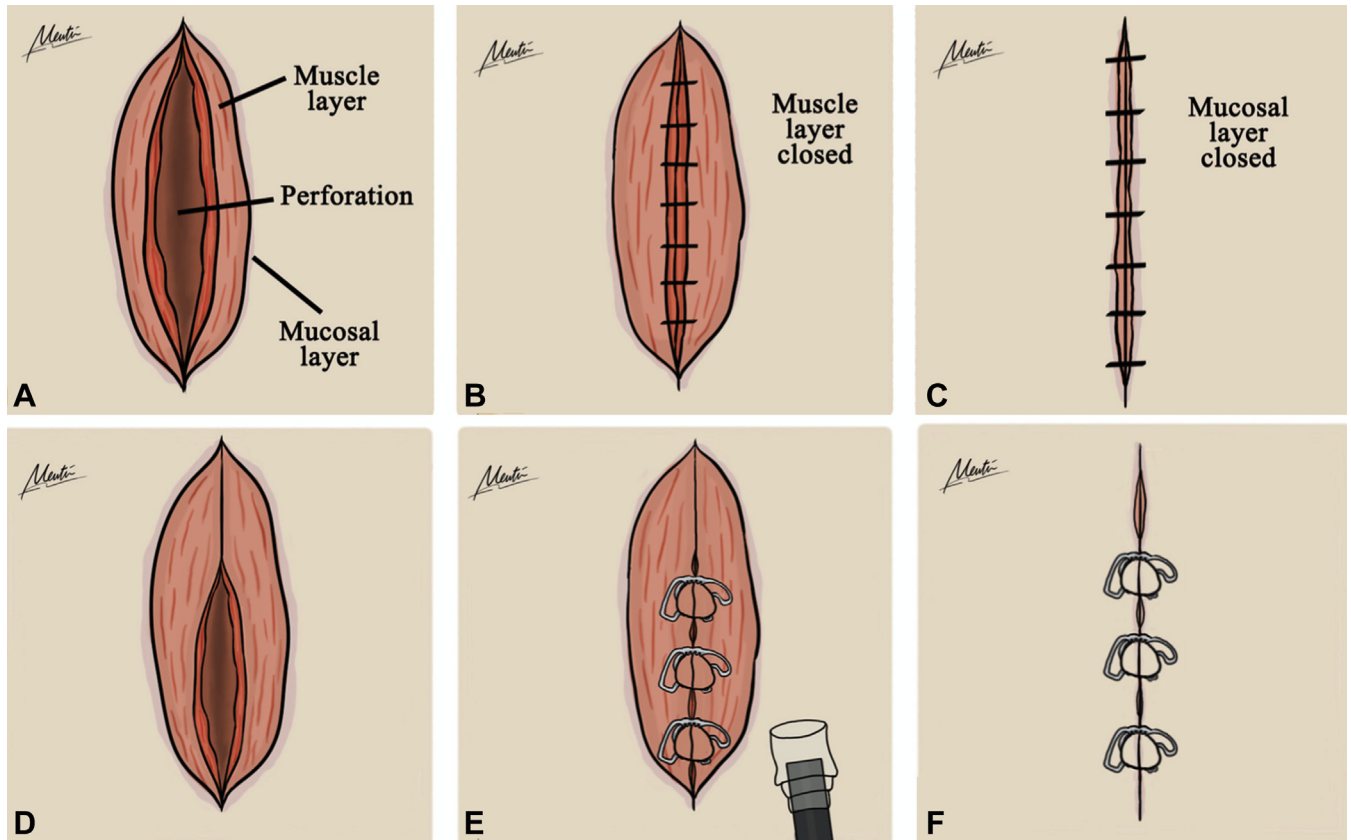 Muscle
layer
Perforation
Mucosal
layer
A
Muscle
layer
closed
B
Mucosal
layer
closed
C
D
E
F